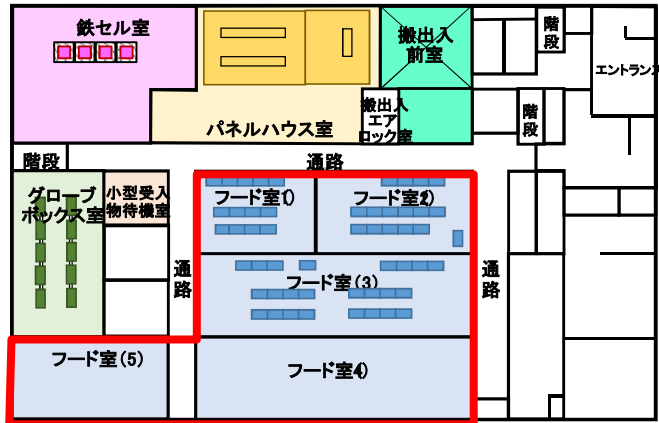 鉄セル室
階段
搬出入
前室
エントランス
搬出入
エア
ロック室
階段
パネルハウス室
階段
通路
グローブ
ボックス室
小型受入
物待機室
フード室1)
フード室2)
通路
フード室(3)
通路
フード室(5)
フード室4)